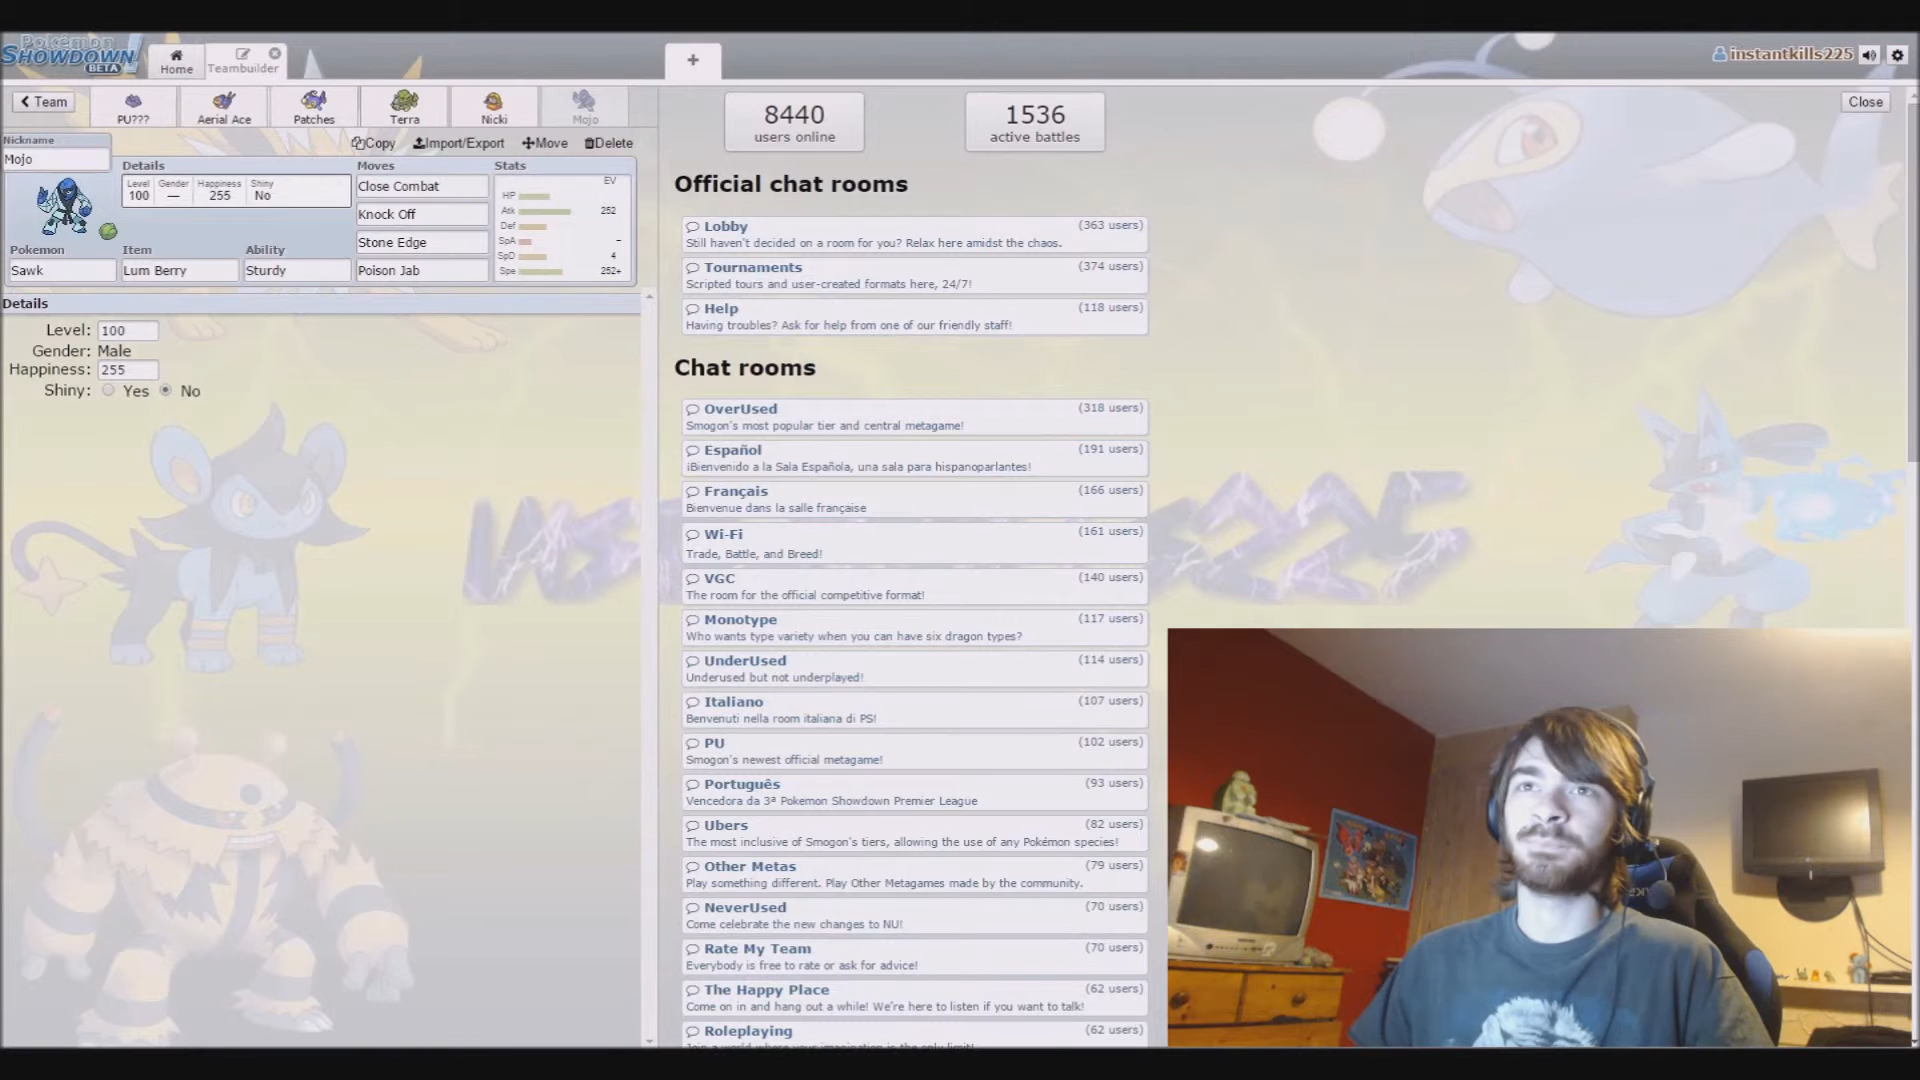 Pokémon
SHOWDOWN!
BETA
Home
Teambuilder
+
instantkills225
Team
PU???
Aerial Ace
Patches
Terra
Nicki
Mojo
Close
Nickname
Mojo
Copy
Import/Export
Move
Delete
Details
Moves
Stats
Level
Gender
Happiness
Shiny
100
—
255
No
Close Combat
Knock Off
Stone Edge
Poison Jab
EV
HP
Atk 252
Def
SpA –
SpD 4
Spe 252+
Pokemon
Item
Ability
Sawk
Lum Berry
Sturdy
Details
Level: 100
Gender: Male
Happiness: 255
Shiny: Yes No
8440
users online
1536
active battles
Official chat rooms
Lobby (363 users)
Still haven't decided on a room for you? Relax here amidst the chaos.
Tournaments (374 users)
Scripted tours and user-created formats here, 24/7!
Help (118 users)
Having troubles? Ask for help from one of our friendly staff!
Chat rooms
OverUsed (318 users)
Smogon's most popular tier and central metagame!
Español (191 users)
¡Bienvenido a la Sala Española, una sala para hispanoparlantes!
Français (166 users)
Bienvenue dans la salle française
Wi-Fi (161 users)
Trade, Battle, and Breed!
VGC (140 users)
The room for the official competitive format!
Monotype (117 users)
Who wants type variety when you can have six dragon types?
UnderUsed (114 users)
Underused but not underplayed!
Italiano (107 users)
Benvenuti nella room italiana di PS!
PU (102 users)
Smogon's newest official metagame!
Português (93 users)
Vencedora da 3ª Pokemon Showdown Premier League
Ubers (82 users)
The most inclusive of Smogon's tiers, allowing the use of any Pokémon species!
Other Metas (79 users)
Play something different. Play Other Metagames made by the community.
NeverUsed (70 users)
Come celebrate the new changes to NU!
Rate My Team (70 users)
Everybody is free to rate or ask for advice!
The Happy Place (62 users)
Come on in and hang out a while! We're here to listen if you want to talk!
Roleplaying (62 users)
Join a world where your imagination is the only limit!